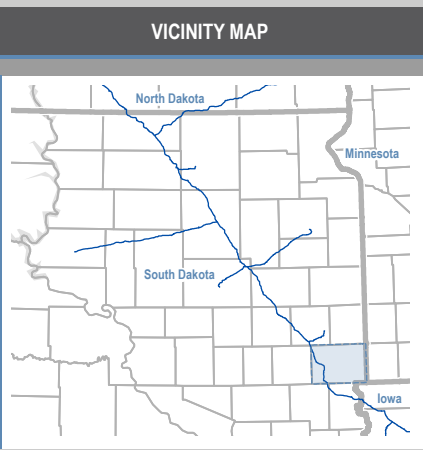 VICINITY MAP
North Dakota
Minnesota
South Dakota
Iowa